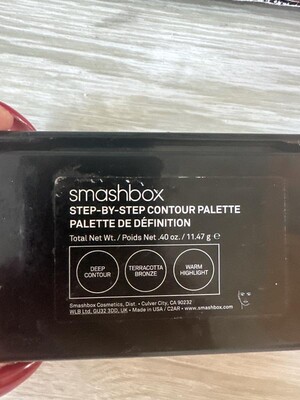 smashbox
STEP-BY-STEP CONTOUR PALETTE
PALETTE DE DÉFINITION
Total Net Wt. / Poids Net .40 oz. / 11.47 g ℮
DEEP
CONTOUR
TERRACOTTA
BRONZE
WARM
HIGHLIGHT
Smashbox Cosmetics, Dist. • Culver City, CA 90232
WLB Ltd, GU32 3DD, UK • Made in USA / C2AR • www.smashbox.com